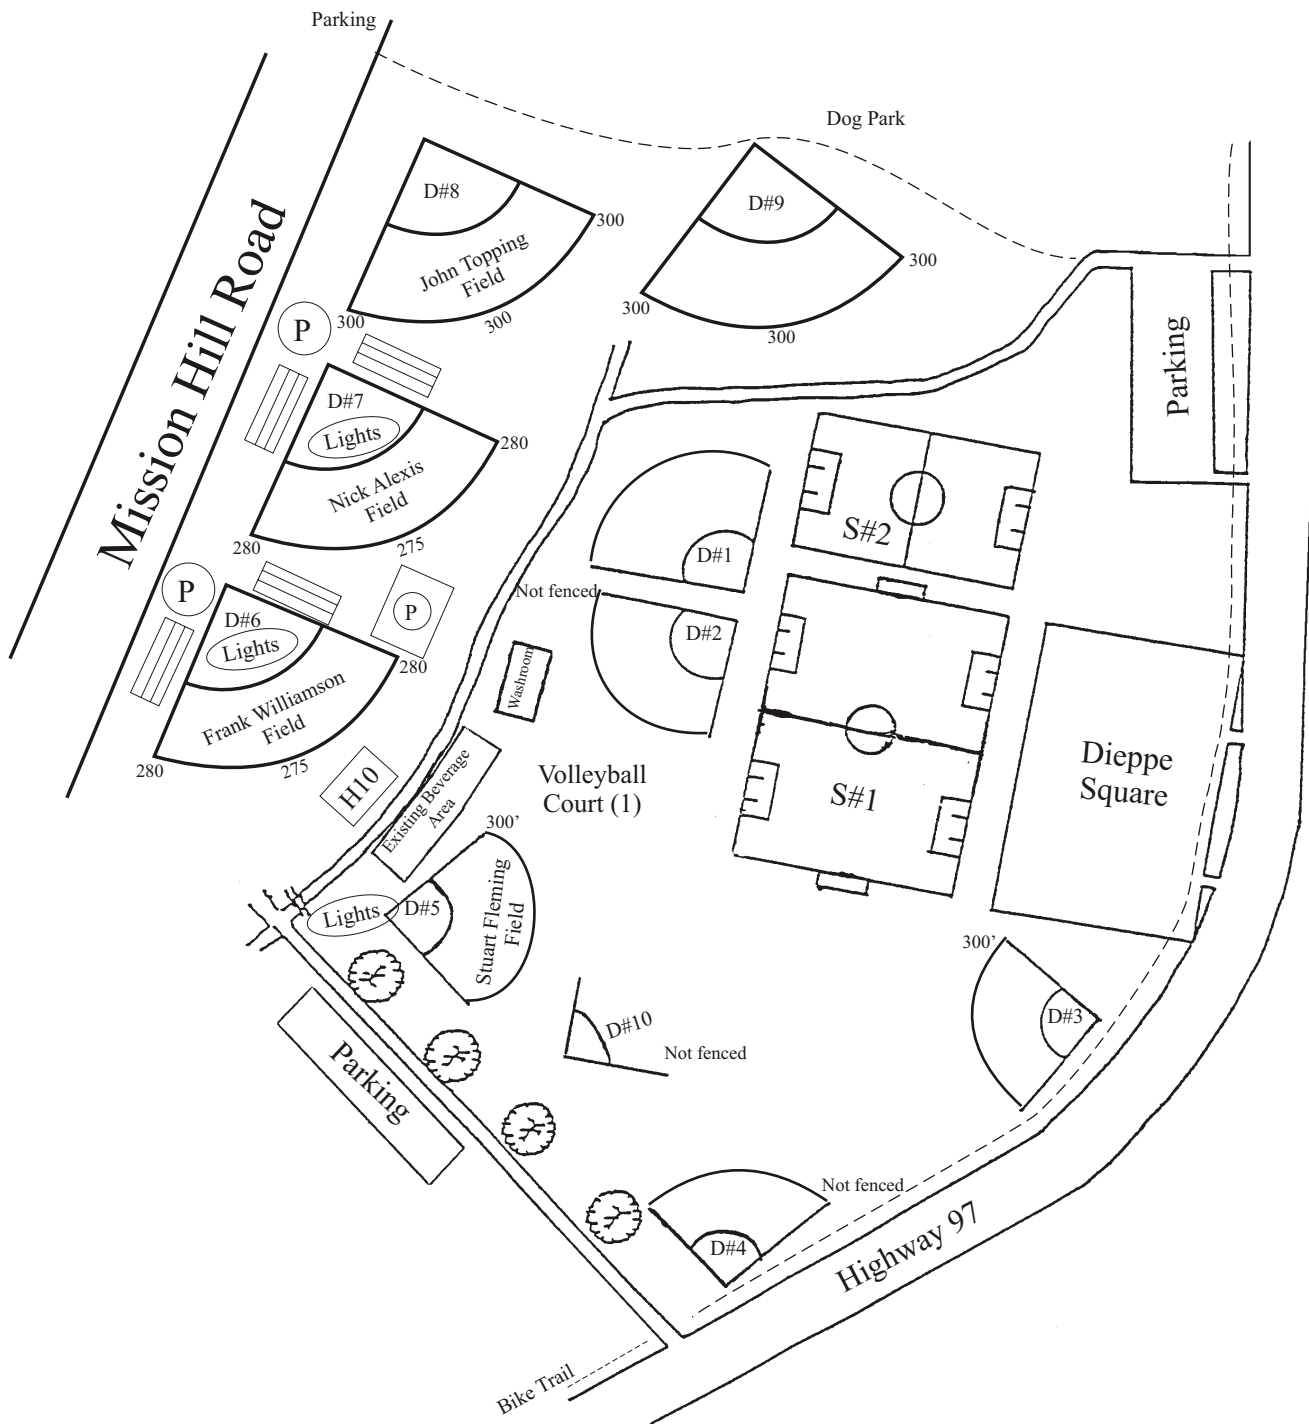 Parking
Dog Park
D#8
John Topping
Field
300
300
300
D#9
300
300
300
Mission Hill Road
P
D#7
Lights
Nick Alexis
Field
280
280
275
Parking
S#2
D#1
Not fenced
D#2
P
P
D#6
Lights
Frank Williamson
Field
280
280
275
Washroom
H10
Existing Beverage
Area
Volleyball
Court (1)
S#1
Dieppe
Square
300’
Lights
D#5
Stuart Fleming
Field
300’
D#3
D#10
Not fenced
Parking
Not fenced
D#4
Highway 97
Bike Trail